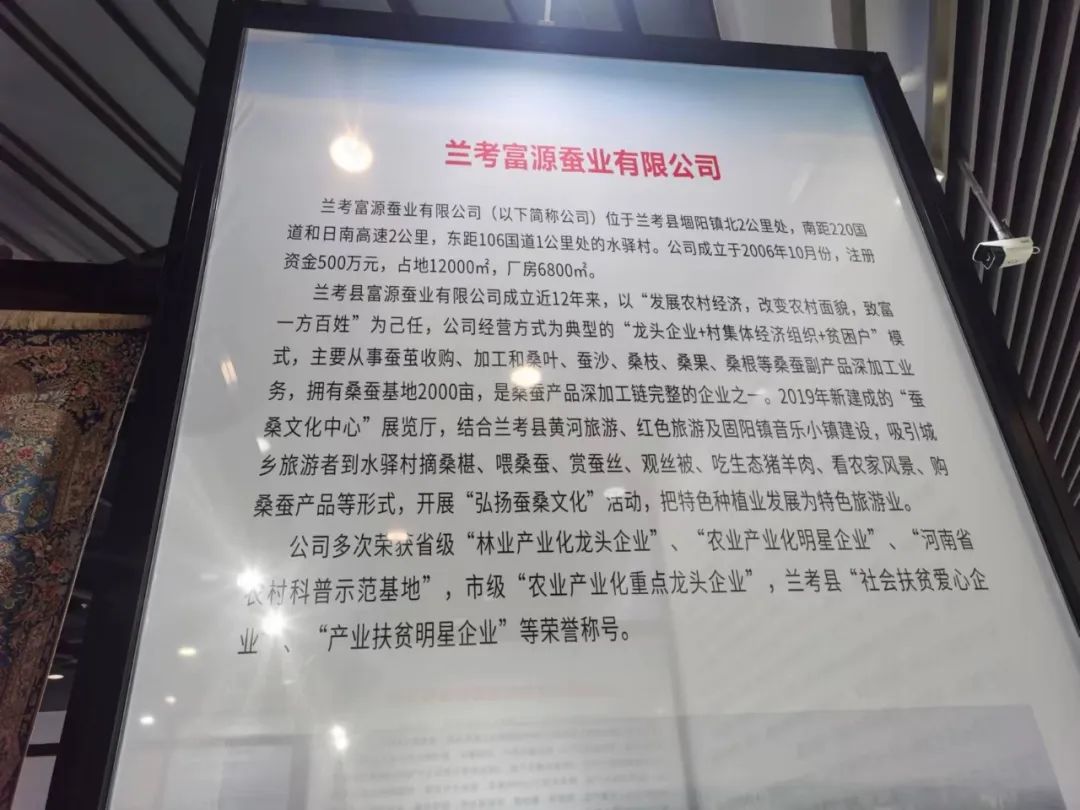 兰考富源蚕业有限公司
兰考富源蚕业有限公司（以下简称公司）位于兰考县堌阳镇北2公里处，南距220国
道和日南高速2公里，东距106国道1公里处的水驿村。公司成立于2006年10月份，注册
资金500万元，占地12000㎡，厂房6800㎡。
兰考县富源蚕业有限公司成立近12年来，以“发展农村经济，改变农村面貌，致富
一方百姓”为己任，公司经营方式为典型的“龙头企业+村集体经济组织+贫困户”模
式，主要从事蚕茧收购、加工和桑叶、蚕沙、桑枝、桑果、桑根等桑蚕副产品深加工业
务，拥有桑蚕基地2000亩，是桑蚕产品深加工链完整的企业之一。2019年新建成的“蚕
桑文化中心”展览厅，结合兰考县黄河旅游、红色旅游及固阳镇音乐小镇建设，吸引城
乡旅游者到水驿村摘桑椹、喂桑蚕、赏蚕丝、观丝被、吃生态猪羊肉、看农家风景、购
桑蚕产品等形式，开展“弘扬蚕桑文化”活动，把特色种植业发展为特色旅游业。
公司多次荣获省级“林业产业化龙头企业”、“农业产业化明星企业”、“河南省
农村科普示范基地”，市级“农业产业化重点龙头企业”，兰考县“社会扶贫爱心企
业”、“产业扶贫明星企业”等荣誉称号。